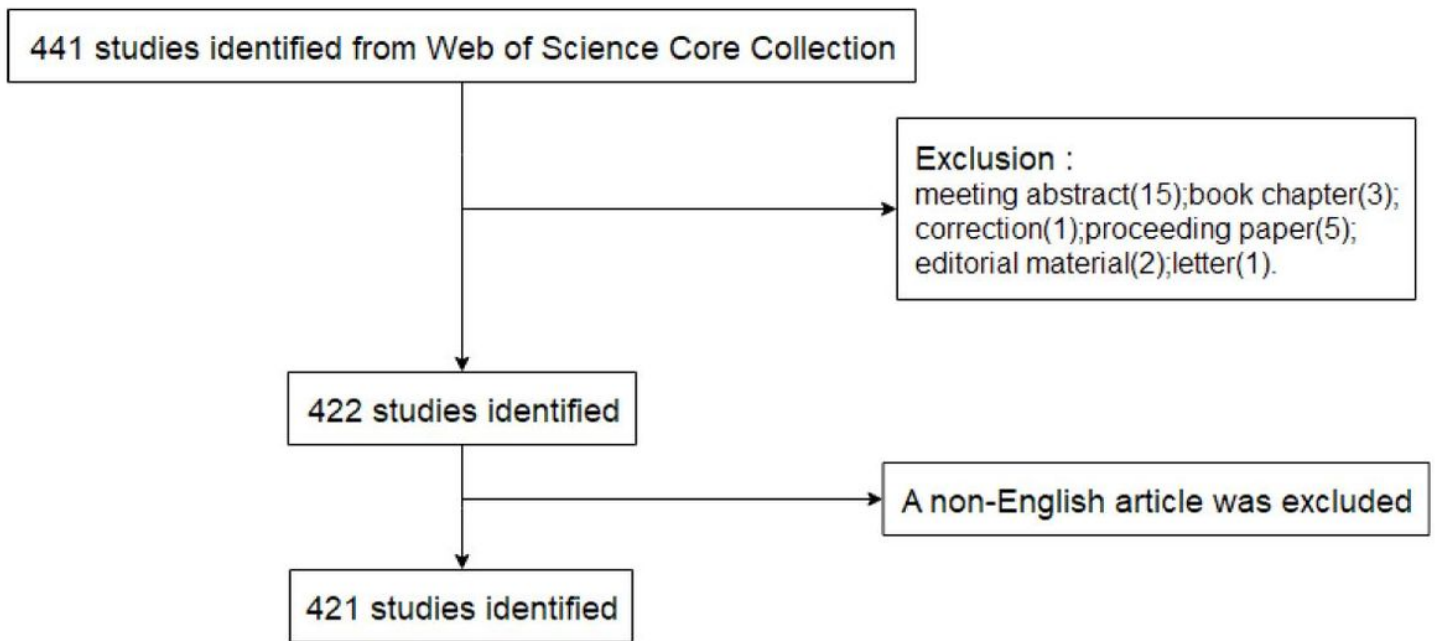 441 studies identified from Web of Science Core Collection
Exclusion :
meeting abstract(15);book chapter(3);
correction(1);proceeding paper(5);
editorial material(2);letter(1).
422 studies identified
A non-English article was excluded
421 studies identified